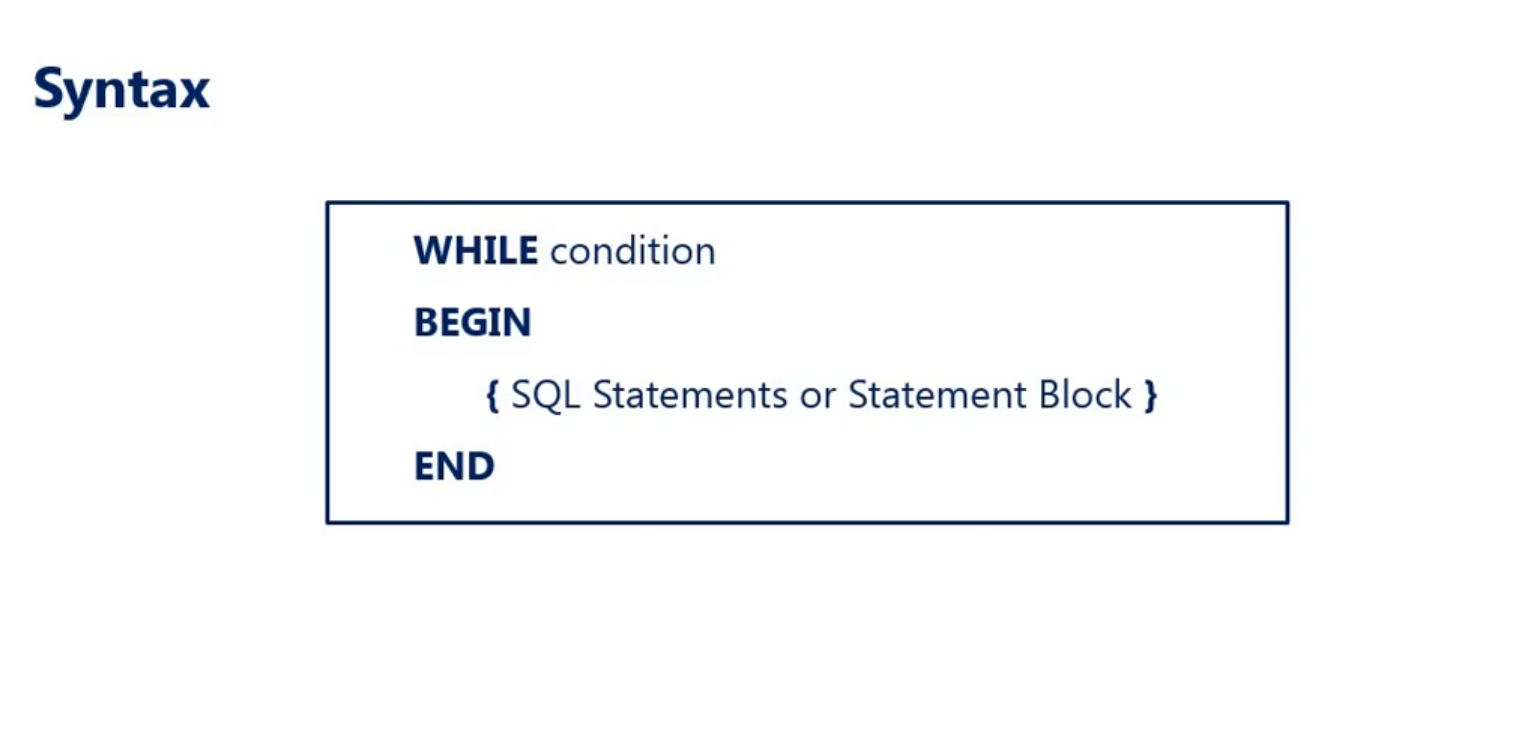 Syntax
WHILE condition
BEGIN
{ SQL Statements or Statement Block }
END